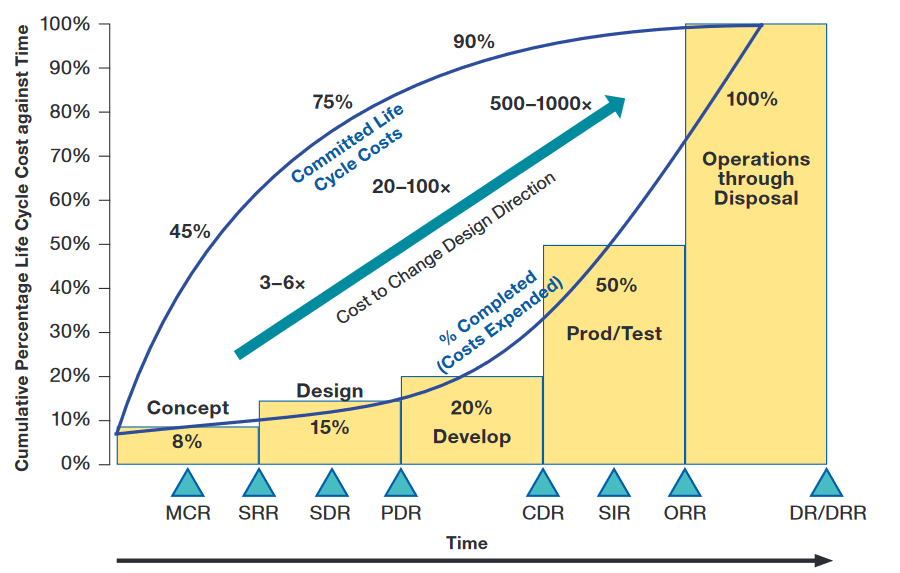 Cumulative Percentage Life Cycle Cost against Time
100%
90%
80%
70%
60%
50%
40%
30%
20%
10%
0%
45%
75%
90%
Committed Life
Cycle Costs
3–6×
20–100×
500–1000×
Cost to Change Design Direction
% Completed
(Costs Expended)
Concept
8%
Design
15%
20%
Develop
50%
Prod/Test
100%
Operations
through
Disposal
MCR
SRR
SDR
PDR
CDR
SIR
ORR
DR/DRR
Time